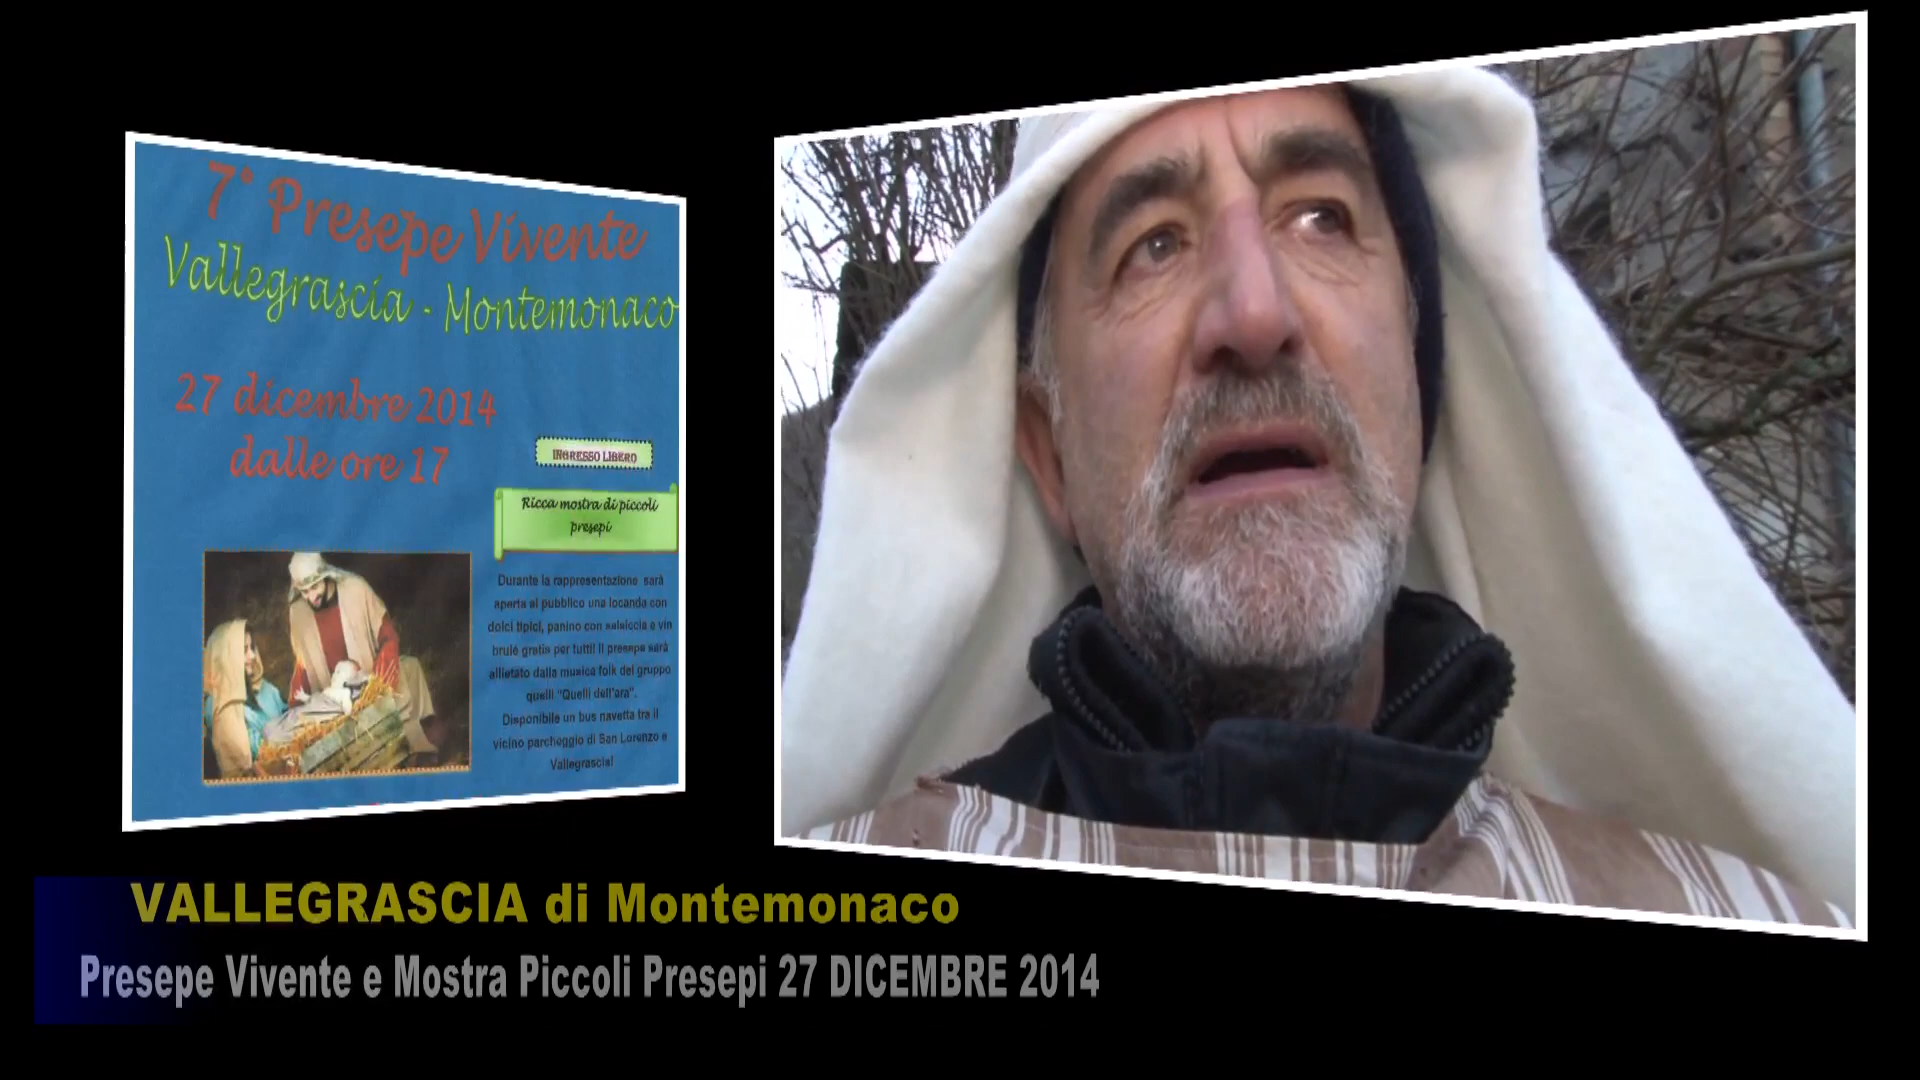 7° Presepe Vivente
Vallegrascia - Montemonaco
27 dicembre 2014
dalle ore 17
INGRESSO LIBERO
Ricca mostra di piccoli
presepi
Durante la rappresentazione sarà
aperta al pubblico una locanda con
dolci tipici, panino con salsiccia e vin
brulé gratis per tutti! Il presepe sarà
allietato dalla musica folk del gruppo
quelli "Quelli dell'ara".
Disponibile un bus navetta tra il
vicino parcheggio di San Lorenzo e
Vallegrascia!
VALLEGRASCIA di Montemonaco
Presepe Vivente e Mostra Piccoli Presepi 27 DICEMBRE 2014